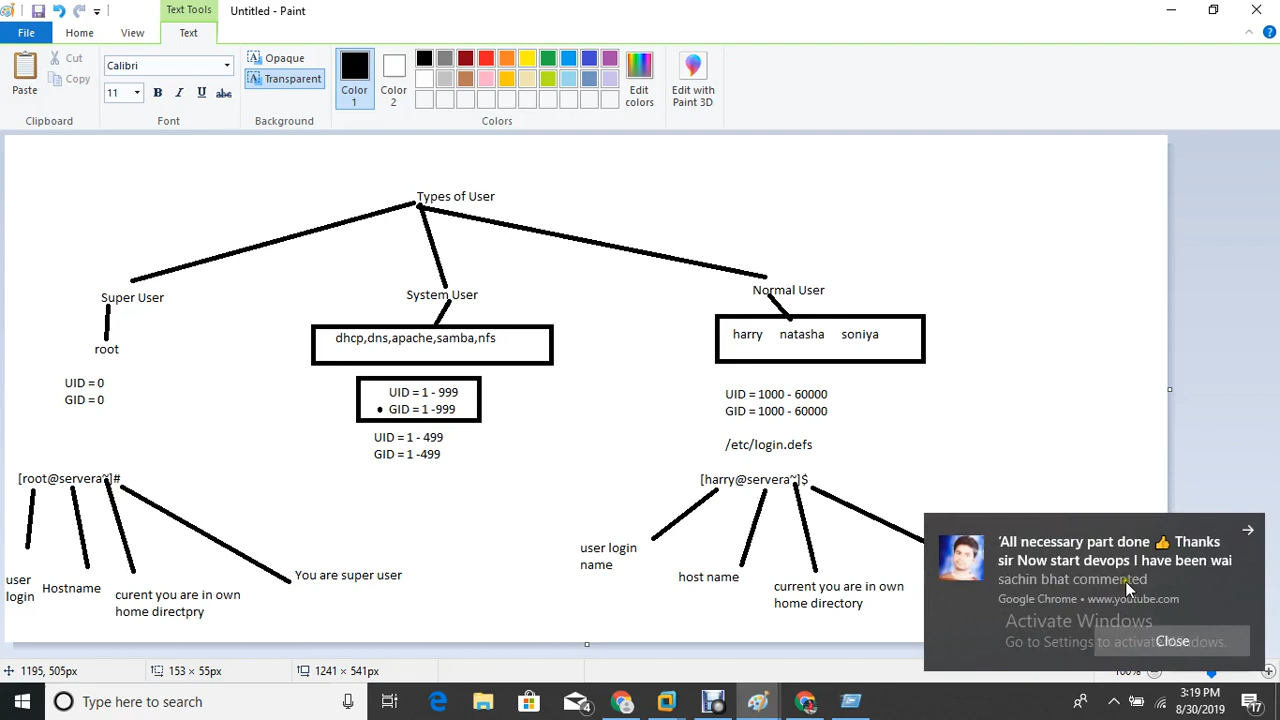 Text Tools
Untitled - Paint
File
Home
View
Text
Paste
Cut
Copy
Clipboard
Calibri
11
B
I
U
abc
Font
Opaque
Transparent
Background
Color
1
Color
2
Edit
colors
Colors
Edit with
Paint 3D
Types of User
Super User
System User
Normal User
root
dhcp,dns,apache,samba,nfs
harry natasha soniya
UID = 0
GID = 0
UID = 1 - 999
GID = 1 -999
UID = 1 - 499
GID = 1 -499
UID = 1000 - 60000
GID = 1000 - 60000
/etc/login.defs
[root@servera~]#
[harry@servera~]$
user
login
Hostname
curent you are in own
home directpry
You are super user
user login
name
host name
current you are in own
home directory
‘All necessary part done 👍 Thanks
sir Now start devops I have been wai
sachin bhat commented
Google Chrome • www.youtube.com
Activate Windows
Go to Settings to activate Windows.
Close
1195, 505px
153 × 55px
1241 × 541px
100%
Type here to search
4
3:19 PM
8/30/2019
17